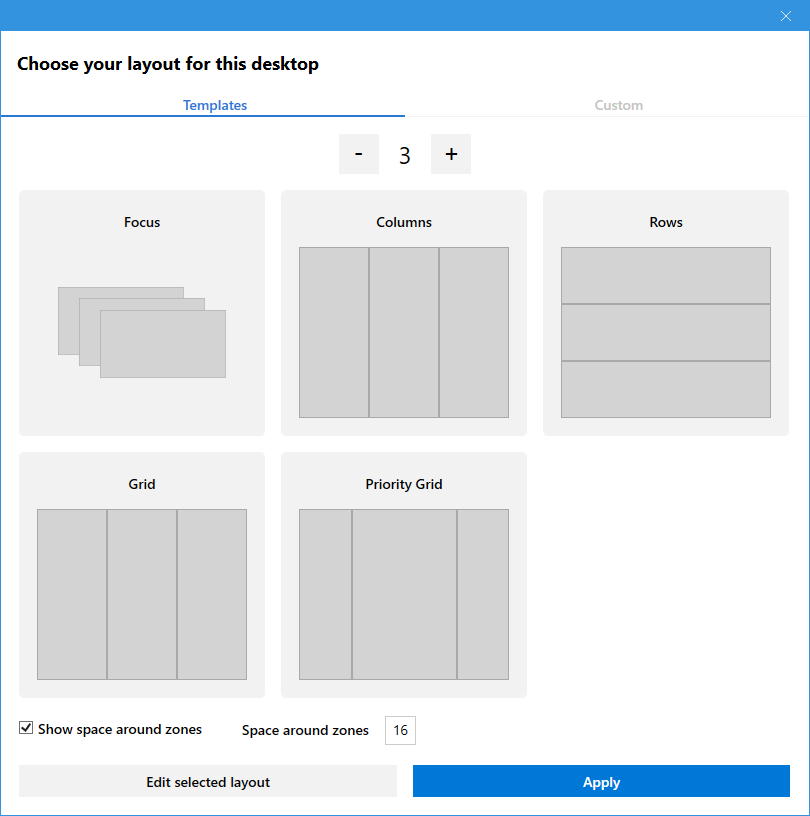 Choose your layout for this desktop
Templates Custom
- 3 +
Focus Columns Rows
Grid Priority Grid
Show space around zones Space around zones 16
Edit selected layout Apply